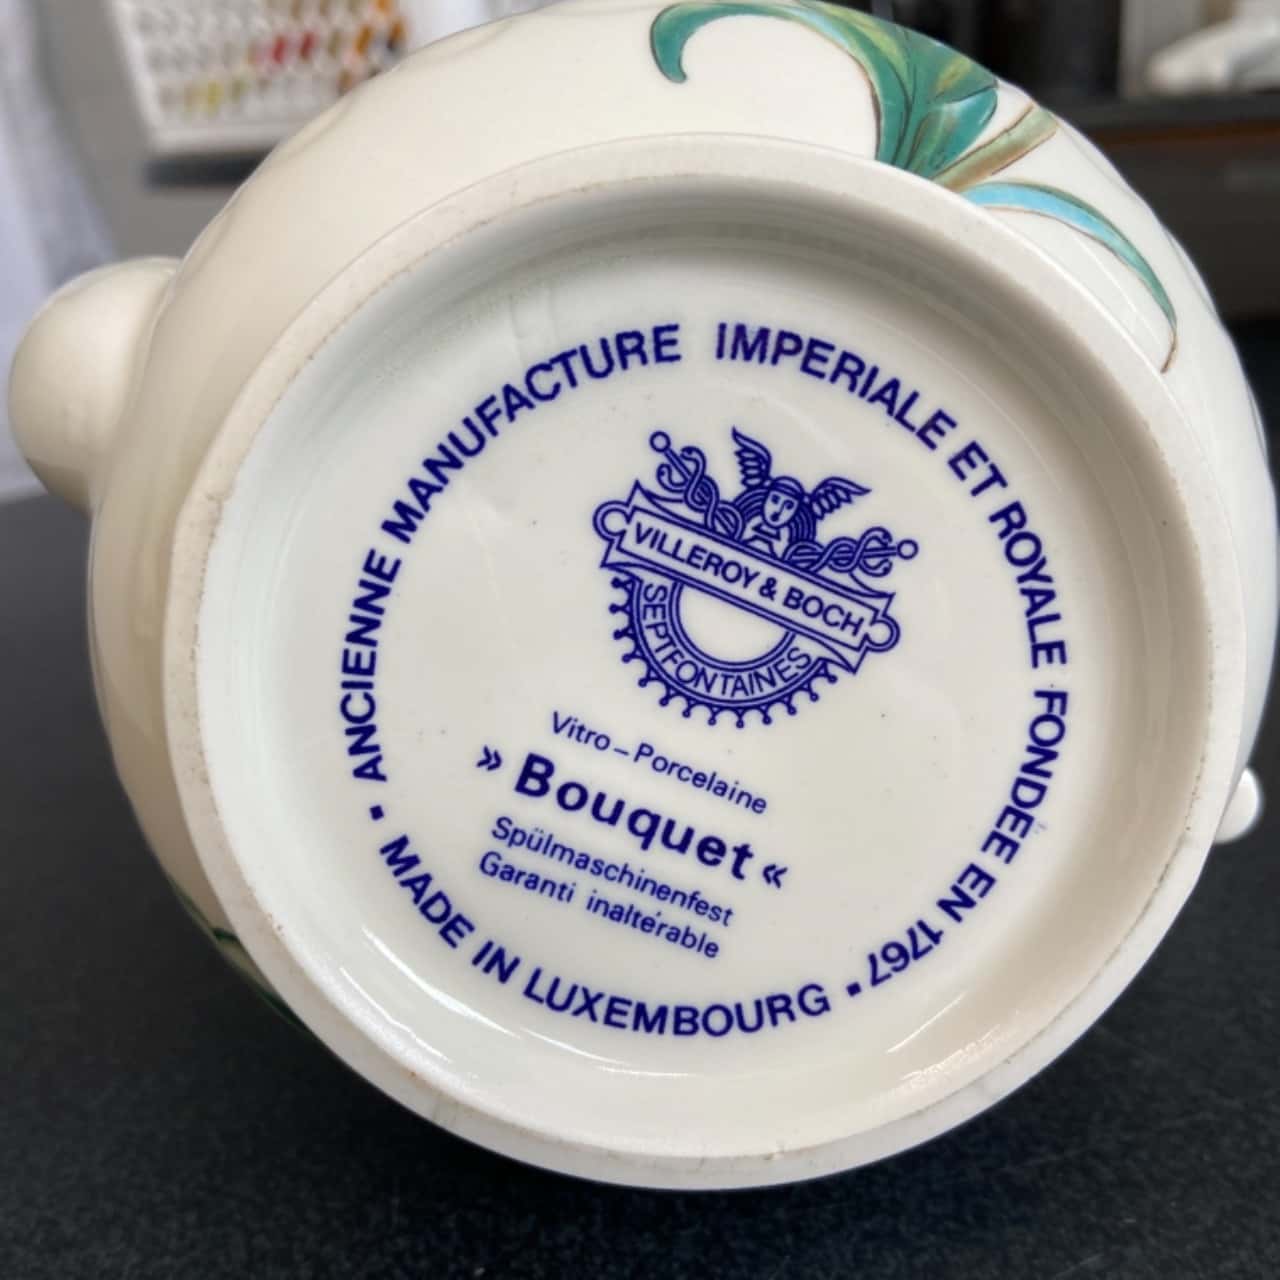 ANCIENNE MANUFACTURE IMPERIALE ET ROYALE FONDÉE EN 1767
VILLEROY & BOCH
SEPTFONTAINES
Vitro – Porcelaine
» Bouquet «
Spülmaschinenfest
Garanti inaltérable
▪ MADE IN LUXEMBOURG ▪